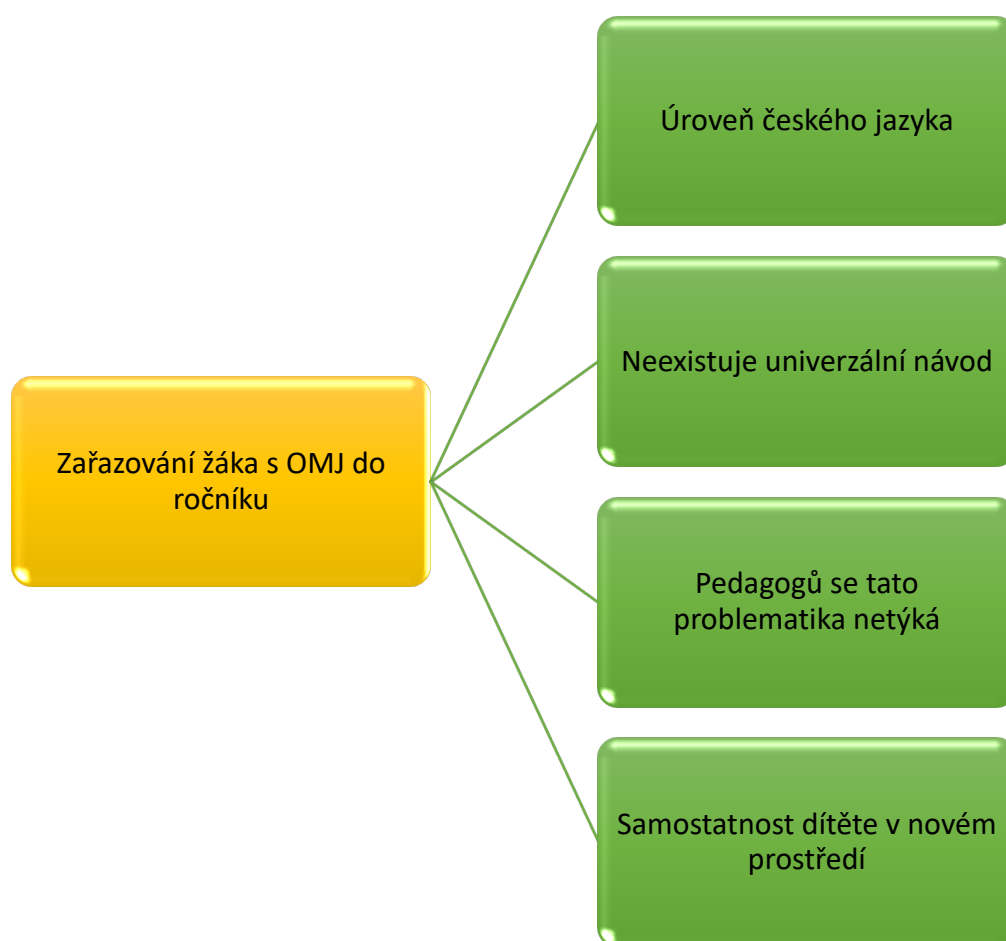 Úroveň českého jazyka
Neexistuje univerzální návod
Zařazování žáka s OMJ do
ročníku
Pedagogů se tato
problematika netýká
Samostatnost dítěte v novém
prostředí